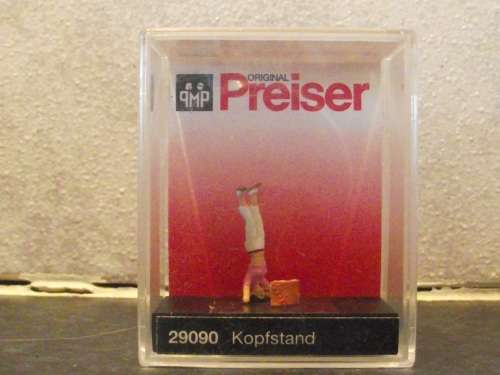 ORIGINAL
PMP Preiser
29090 Kopfstand